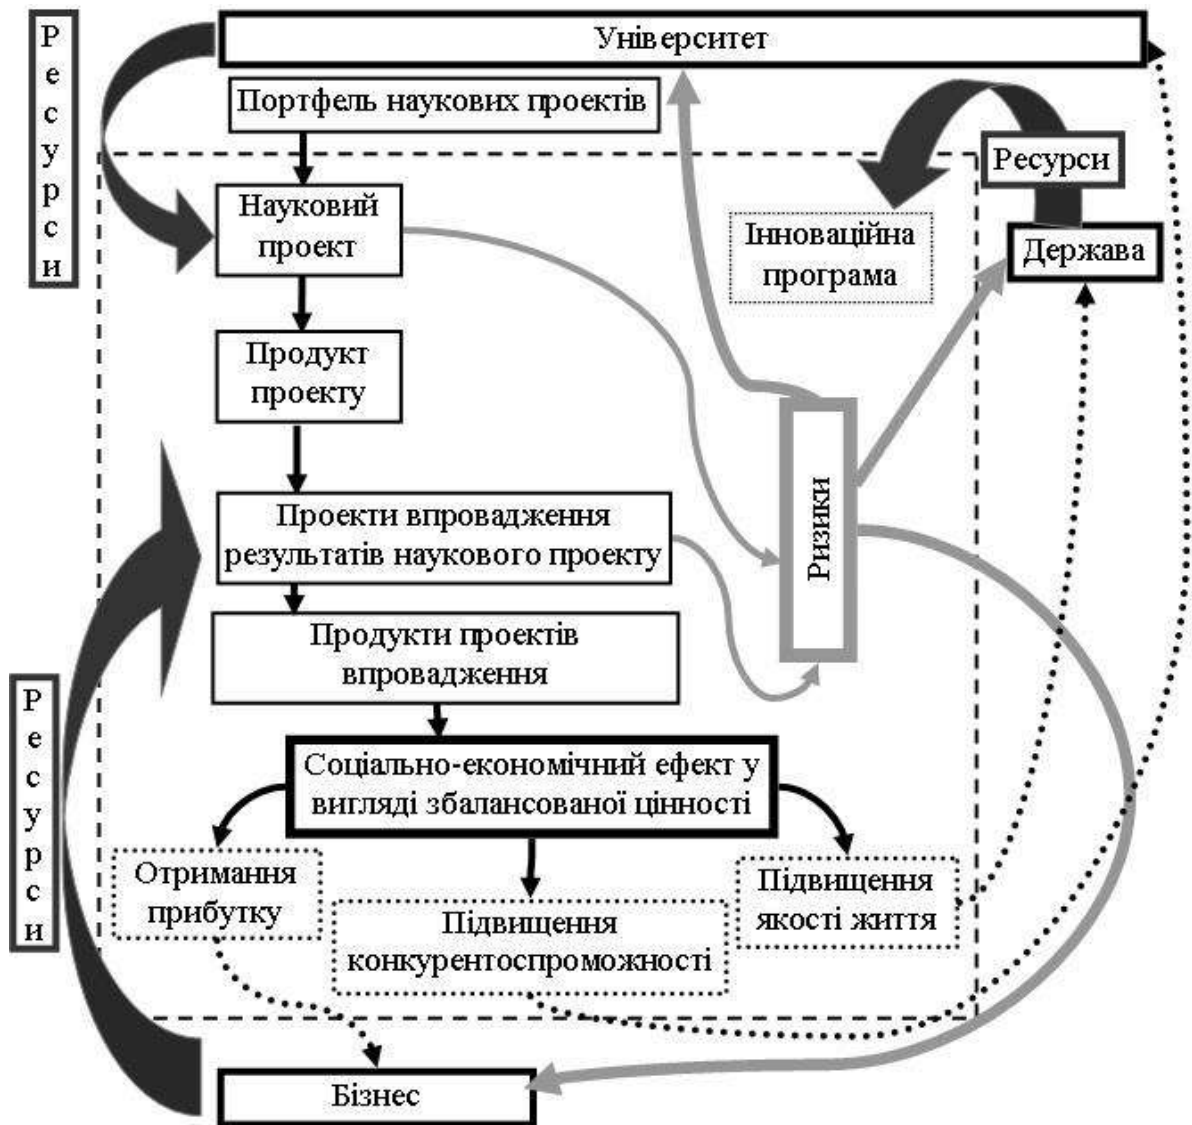 Ресурси
Університет
Портфель наукових проектів
Ресурси
Науковий
проект
Інноваційна
програма
Держава
Продукт
проекту
Ризики
Проекти впровадження
результатів наукового проекту
Продукти проектів
впровадження
Ресурси
Соціально-економічний ефект у
вигляді збалансованої цінності
Отримання
прибутку
Підвищення
конкурентоспроможності
Підвищення
якості життя
Бізнес